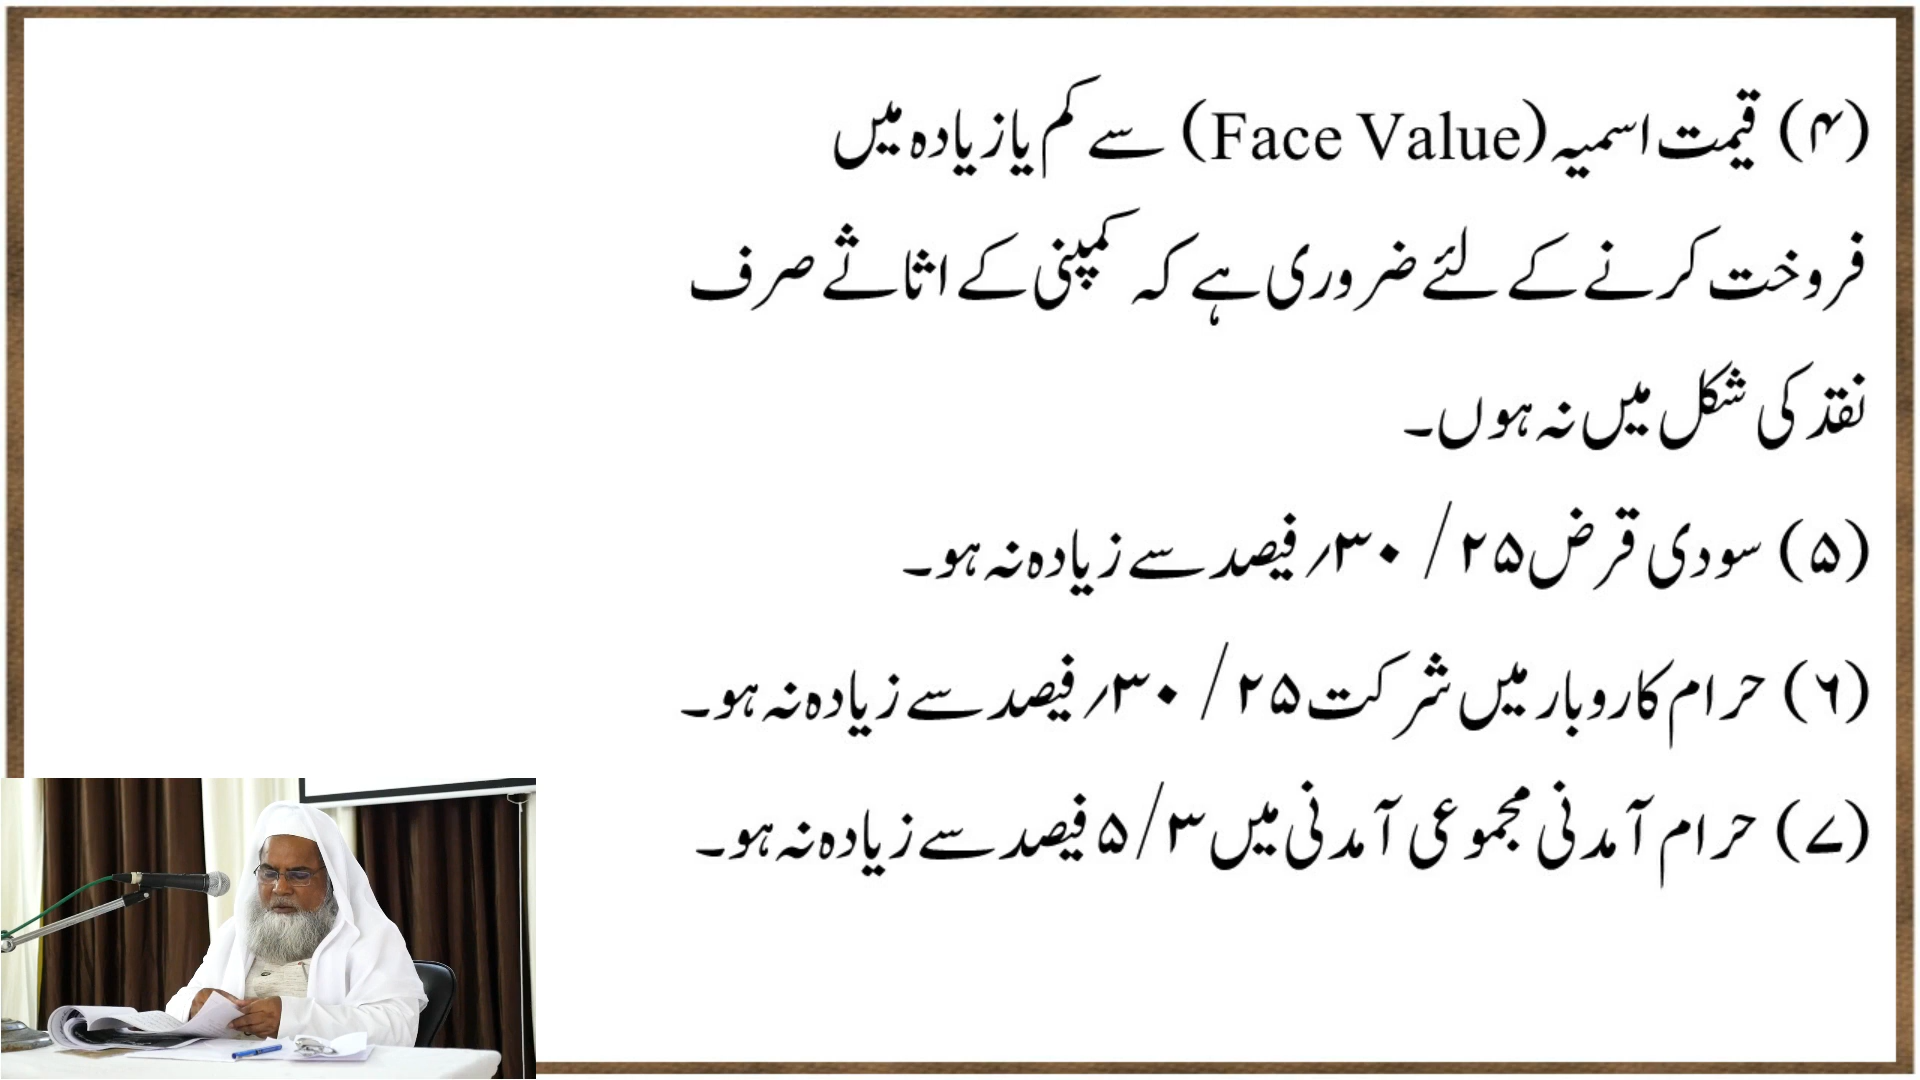 (۴) قیمت اسمیہ (Face Value) سے کم یا زیادہ میں
فروخت کرنے کے لئے ضروری ہے کہ کمپنی کے اثاثے صرف
نقد کی شکل میں نہ ہوں۔
(۵) سودی قرض ۲۵ / ۳۰؍ فیصد سے زیادہ نہ ہو۔
(۶) حرام کاروبار میں شرکت ۲۵ / ۳۰؍ فیصد سے زیادہ نہ ہو۔
(۷) حرام آمدنی مجموعی آمدنی میں ۳/۵ فیصد سے زیادہ نہ ہو۔